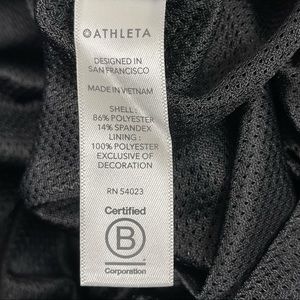 ATHLETA
DESIGNED IN
SAN FRANCISCO
MADE IN VIETNAM
SHELL :
86% POLYESTER
14% SPANDEX
LINING :
100% POLYESTER
EXCLUSIVE OF
DECORATION
RN 54023
Certified
B
Corporation